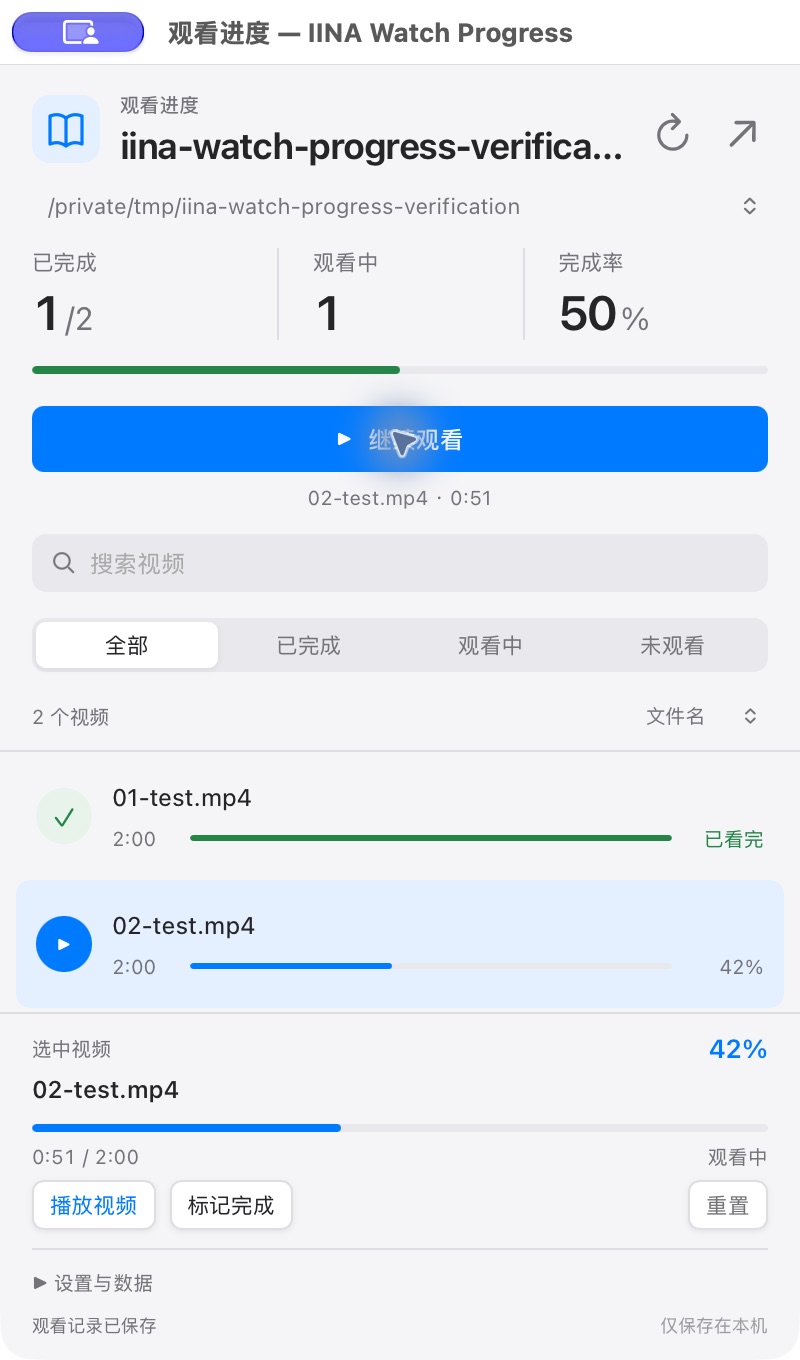 观看进度 — IINA Watch Progress
观看进度
iina-watch-progress-verifica...
/private/tmp/iina-watch-progress-verification
已完成 观看中 完成率
1 /2 1 50 %
继续观看
02-test.mp4 · 0:51
搜索视频
全部 已完成 观看中 未观看
2 个视频 文件名
01-test.mp4
2:00 已看完
02-test.mp4
2:00 42%
选中视频 42%
02-test.mp4
0:51 / 2:00 观看中
播放视频 标记完成 重置
设置与数据
观看记录已保存 仅保存在本机